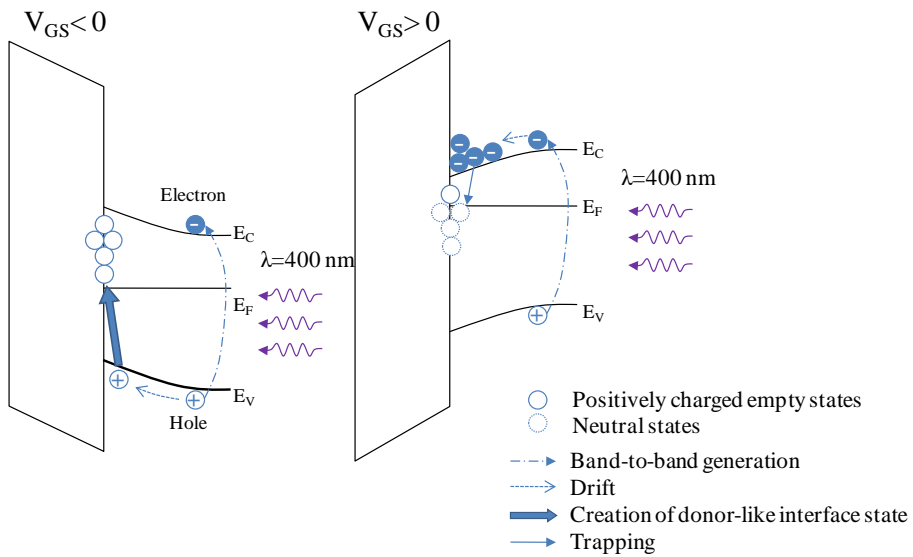 V_GS<0
V_GS>0
Electron
E_C
λ=400 nm
E_F
E_V
Hole
E_C
λ=400 nm
E_F
E_V
Positively charged empty states
Neutral states
Band-to-band generation
Drift
Creation of donor-like interface state
Trapping